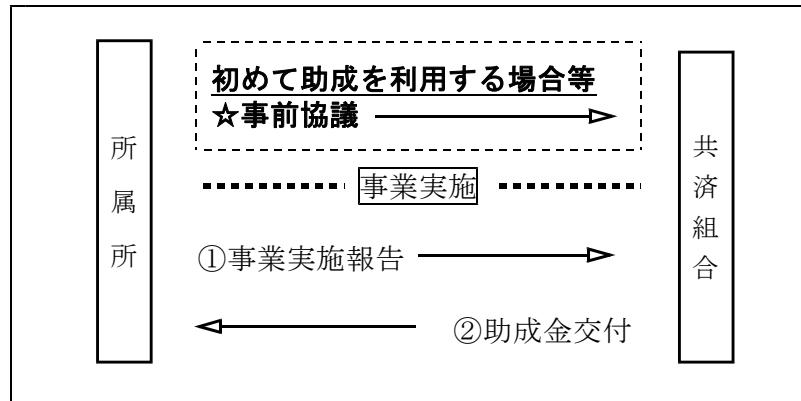 所属所
初めて助成を利用する場合等
☆事前協議
事業実施
①事業実施報告
②助成金交付
共済組合